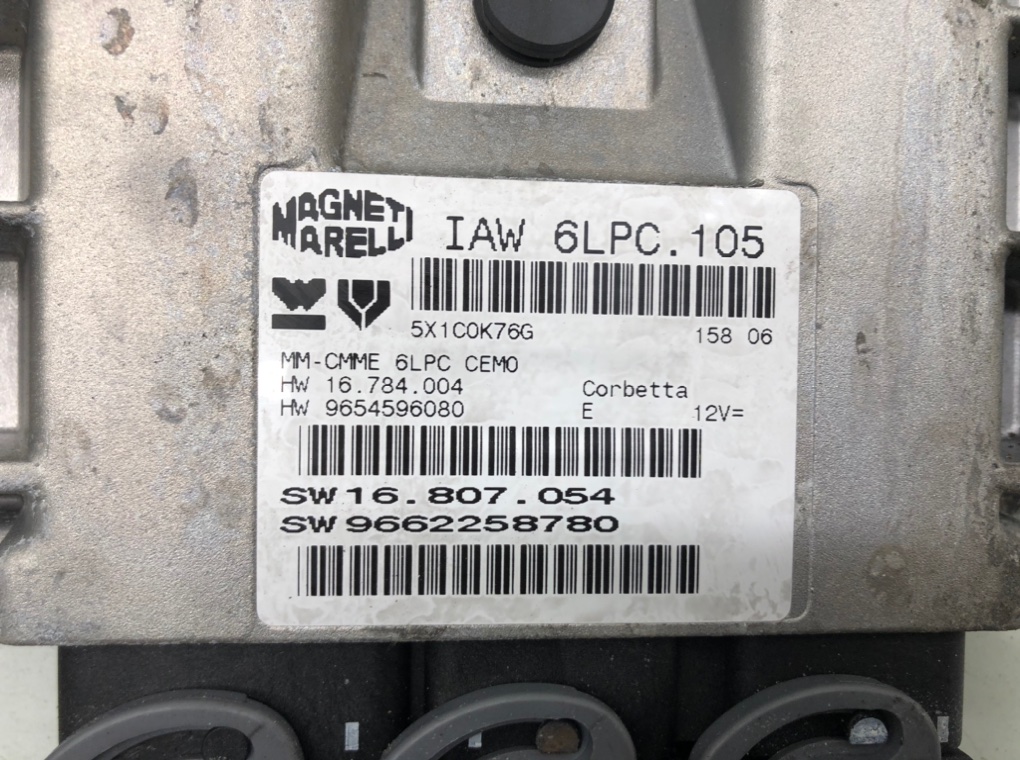 MAGNETI
MARELLI
IAW 6LPC.105
5X1C0K76G 158 06
MM-CMME 6LPC CEM0
HW 16.784.004 Corbetta
HW 9654596080 E 12V=
SW 16.807.054
SW 9662258780